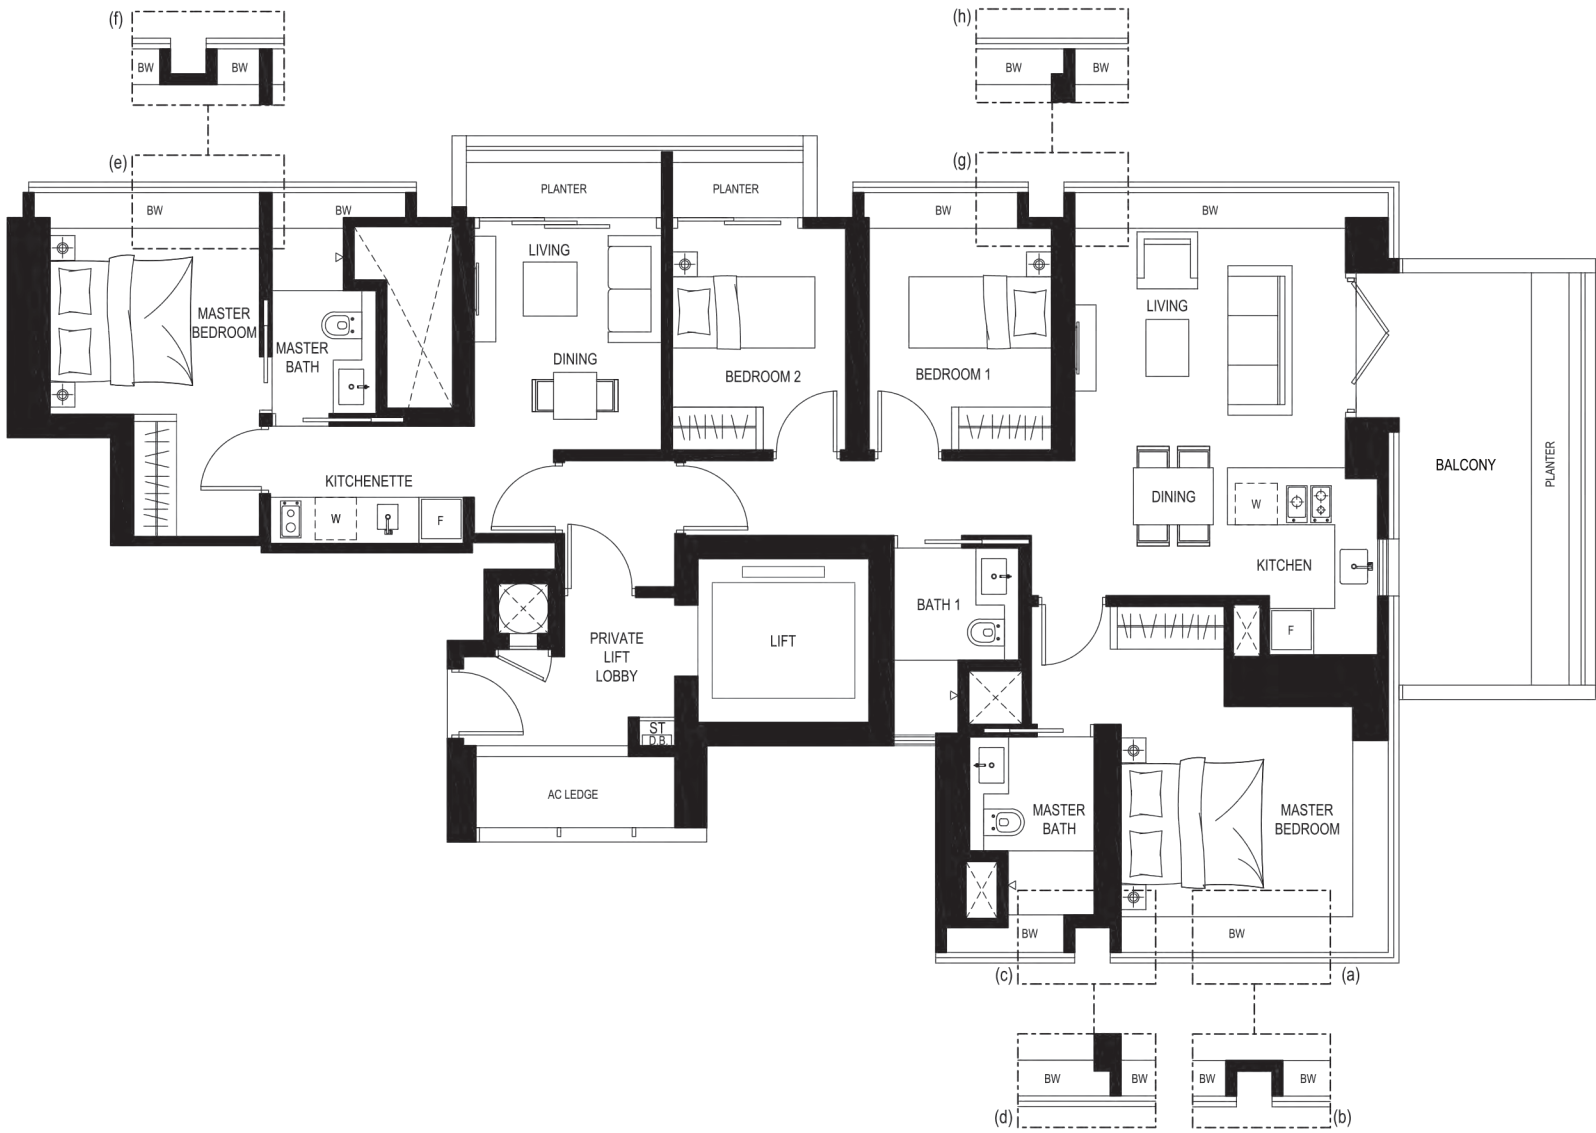 (f)
BW
BW
(h)
BW
BW
(e)
BW
BW
PLANTER
PLANTER
(g)
BW
BW
LIVING
LIVING
MASTER
BEDROOM
MASTER
BATH
DINING
BEDROOM 2
BEDROOM 1
KITCHENETTE
W
F
DINING
W
KITCHEN
BALCONY
PLANTER
F
BATH 1
PRIVATE
LIFT
LOBBY
LIFT
ST
D.B.
AC LEDGE
MASTER
BATH
MASTER
BEDROOM
BW
BW
(c)
(a)
BW
BW
BW
BW
(d)
(b)